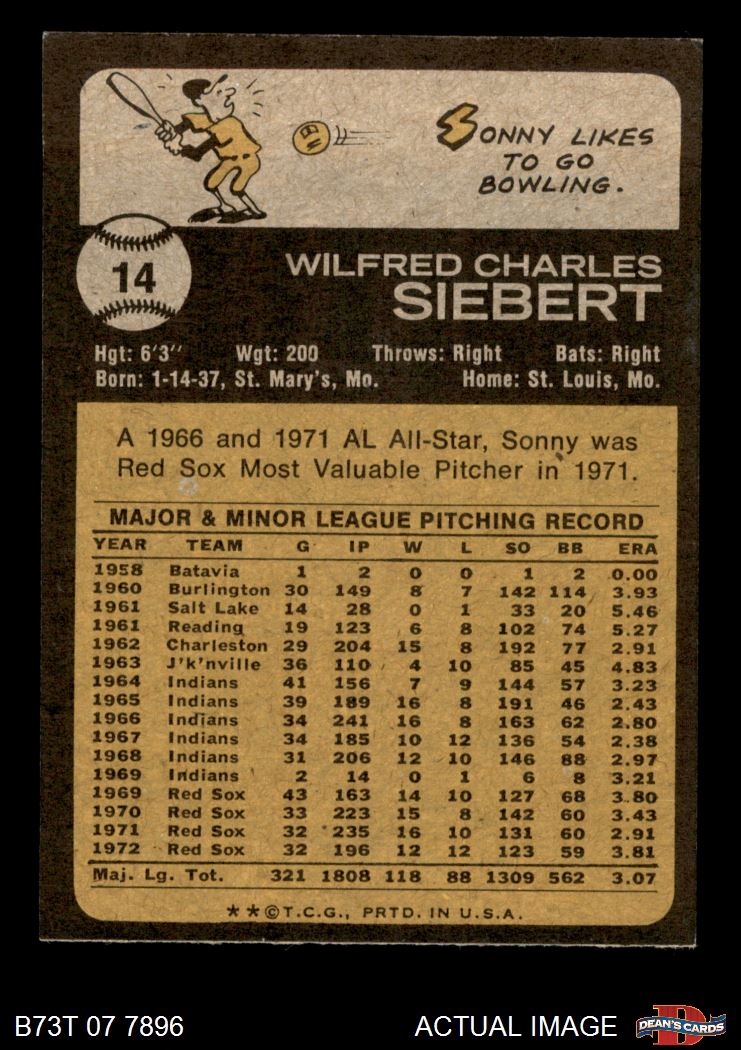 SONNY LIKES
TO GO
BOWLING.
14
WILFRED CHARLES
SIEBERT
Hgt: 6'3" Wgt: 200 Throws: Right Bats: Right
Born: 1-14-37, St. Mary's, Mo. Home: St. Louis, Mo.
A 1966 and 1971 AL All-Star, Sonny was
Red Sox Most Valuable Pitcher in 1971.
MAJOR & MINOR LEAGUE PITCHING RECORD
YEAR TEAM G IP W L SO BB ERA
1958 Batavia 1 2 0 0 1 2 0.00
1960 Burlington 30 149 8 7 142 114 3.93
1961 Salt Lake 14 28 0 1 33 20 5.46
1961 Reading 19 123 6 8 102 74 5.27
1962 Charleston 29 204 15 8 192 77 2.91
1963 J'k'nville 36 110 4 10 85 45 4.83
1964 Indians 41 156 7 9 144 57 3.23
1965 Indians 39 189 16 8 191 46 2.43
1966 Indians 34 241 16 8 163 62 2.80
1967 Indians 34 185 10 12 136 54 2.38
1968 Indians 31 206 12 10 146 88 2.97
1969 Indians 2 14 0 1 6 8 3.21
1969 Red Sox 43 163 14 10 127 68 3.80
1970 Red Sox 33 223 15 8 142 60 3.43
1971 Red Sox 32 235 16 10 131 60 2.91
1972 Red Sox 32 196 12 12 123 59 3.81
Maj. Lg. Tot. 321 1808 118 88 1309 562 3.07
**©T.C.G., PRTD. IN U.S.A.
B73T 07 7896 ACTUAL IMAGE DEAN'S CARDS